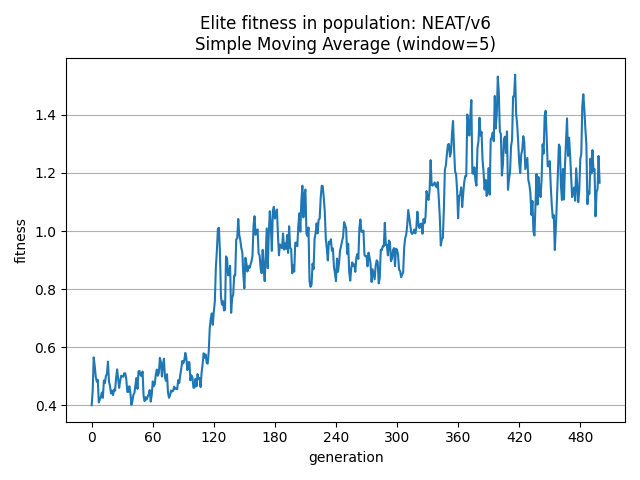 Elite fitness in population: NEAT/v6
Simple Moving Average (window=5)
fitness
1.4
1.2
1.0
0.8
0.6
0.4
0 60 120 180 240 300 360 420 480
generation